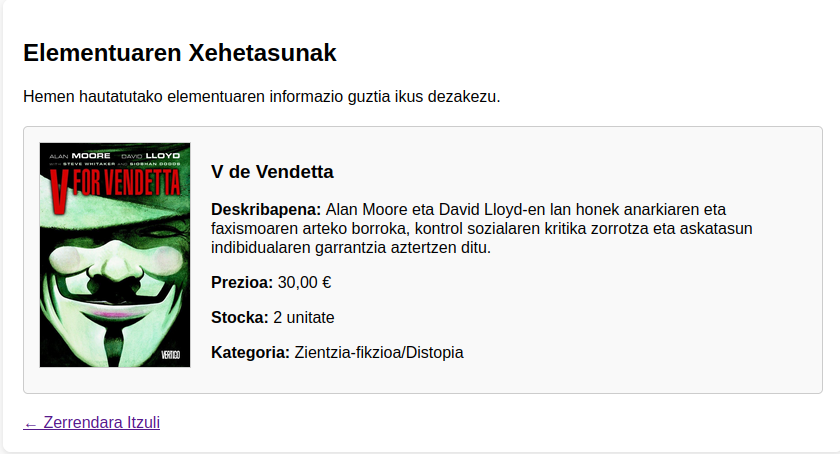 Elementuaren Xehetasunak
Hemen hautatutako elementuaren informazio guztia ikus dezakezu.
ALAN MOORE DAVID LLOYD
WITH STEVE WHITAKER AND SIOBHAN DODDS
V FOR VENDETTA
VERTIGO
V de Vendetta
Deskribapena: Alan Moore eta David Lloyd-en lan honek anarkiaren eta
faxismoaren arteko borroka, kontrol sozialaren kritika zorrotza eta askatasun
indibidualaren garrantzia aztertzen ditu.
Prezioa: 30,00 €
Stocka: 2 unitate
Kategoria: Zientzia-fikzioa/Distopia
← Zerrendara Itzuli